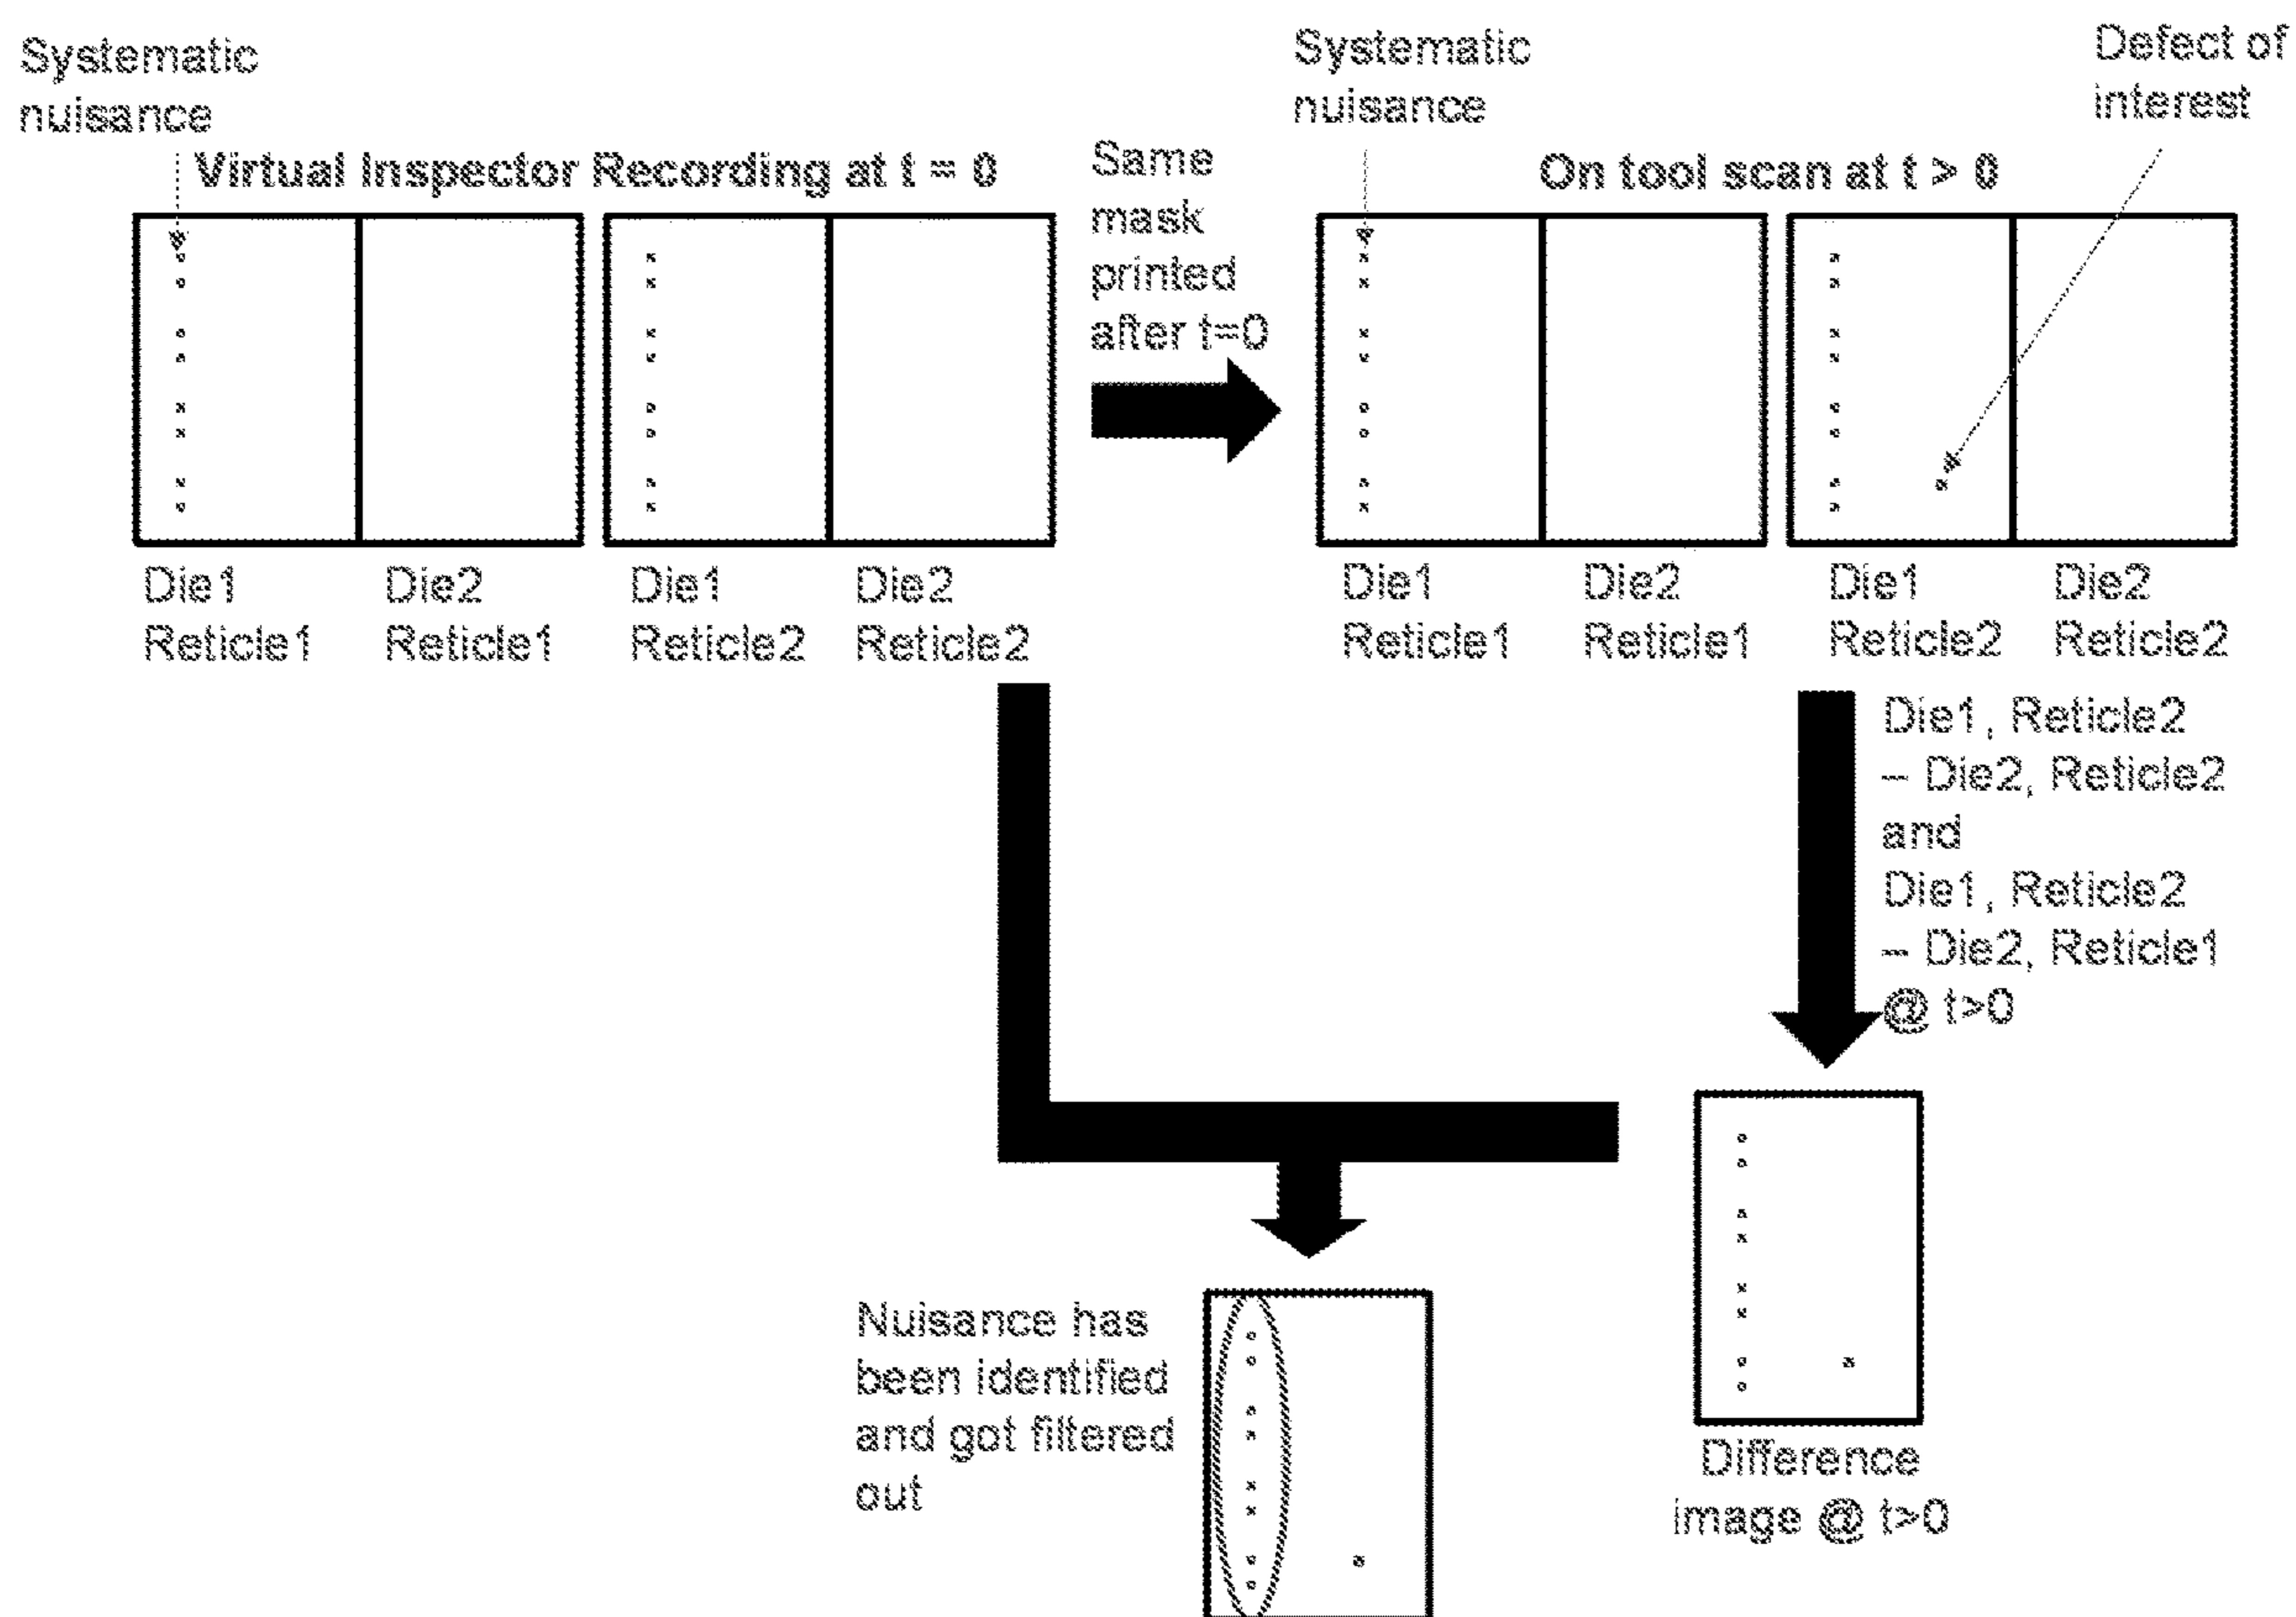 Systematic
nuisance
Virtual Inspector Recording at t = 0
Same
mask
printed
after t=0
Systematic
nuisance
On tool scan at t > 0
Defect of
interest
Die1
Reticle1
Die2
Reticle1
Die1
Reticle2
Die2
Reticle2
Die1
Reticle1
Die2
Reticle1
Die1
Reticle2
Die2
Reticle2
Die1, Reticle2
– Die2, Reticle2
and
Die1, Reticle2
– Die2, Reticle1
@ t>0
Difference
image @ t>0
Nuisance has
been identified
and got filtered
out